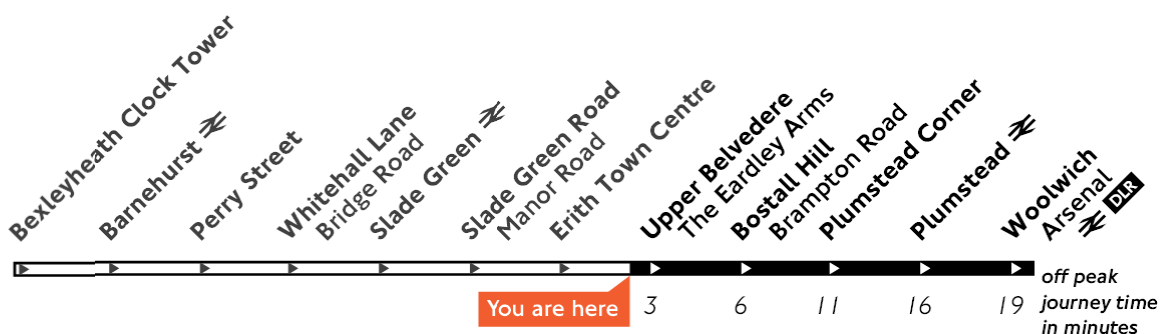 Bexleyheath Clock Tower
Barnehurst
Perry Street
Whitehall Lane
Bridge Road
Slade Green
Slade Green Road
Manor Road
Erith Town Centre
Upper Belvedere
The Eardley Arms
Bostall Hill
Brampton Road
Plumstead Corner
Plumstead
Woolwich
Arsenal
DLR
You are here
3 6 11 16 19
off peak
journey time
in minutes